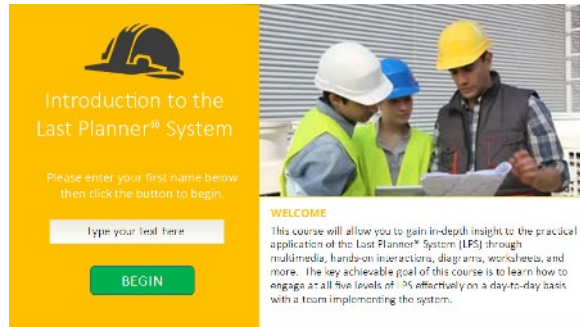 Introduction to the
Last Planner® System
Please enter your first name below
then click the button to begin.
Type your text here
BEGIN
WELCOME
This course will allow you to gain in-depth insight to the practical
application of the Last Planner® System (LPS) through
multimedia, hands-on interactions, diagrams, worksheets, and
more. The key achievable goal of this course is to learn how to
engage at all five levels of LPS effectively on a day-to-day basis
with a team implementing the system.